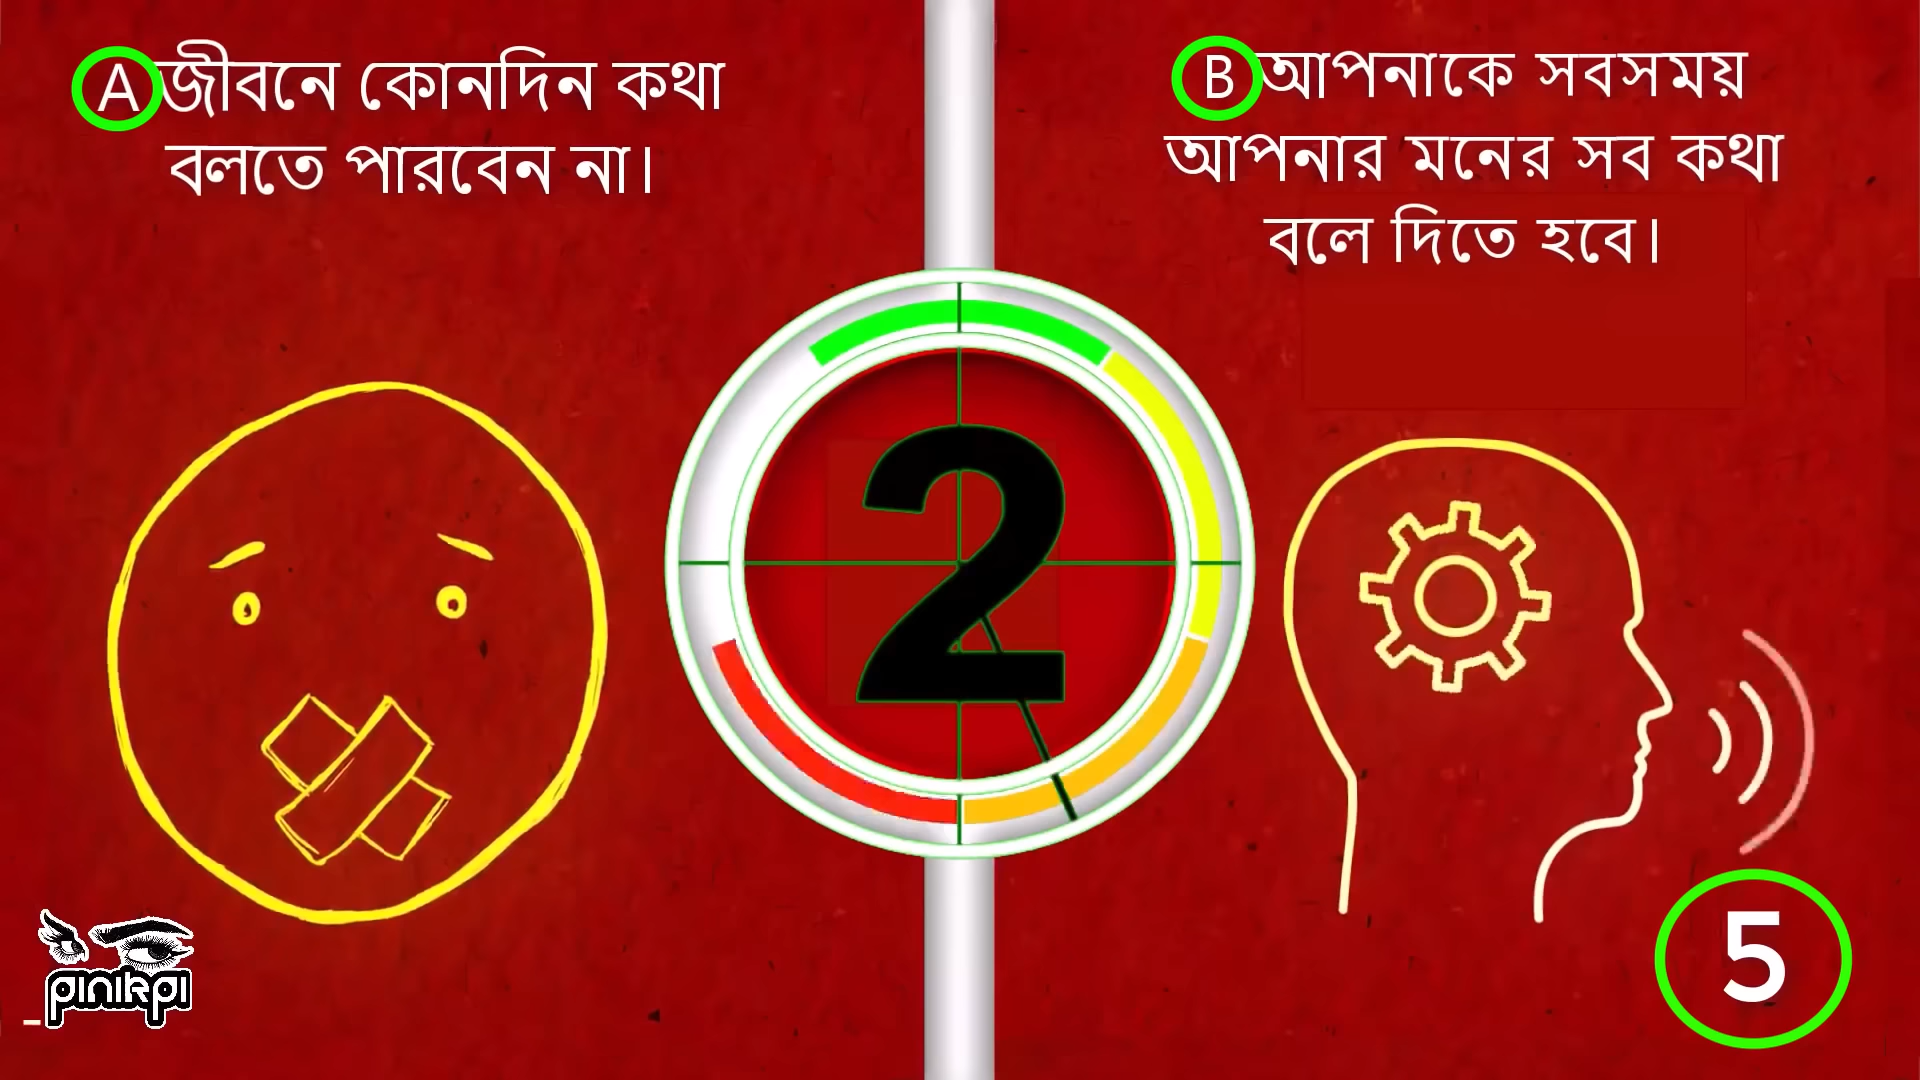 A জীবনে কোনদিন কথা
বলতে পারবেন না।
B আপনাকে সবসময়
আপনার মনের সব কথা
বলে দিতে হবে।
2
5
pinikpi